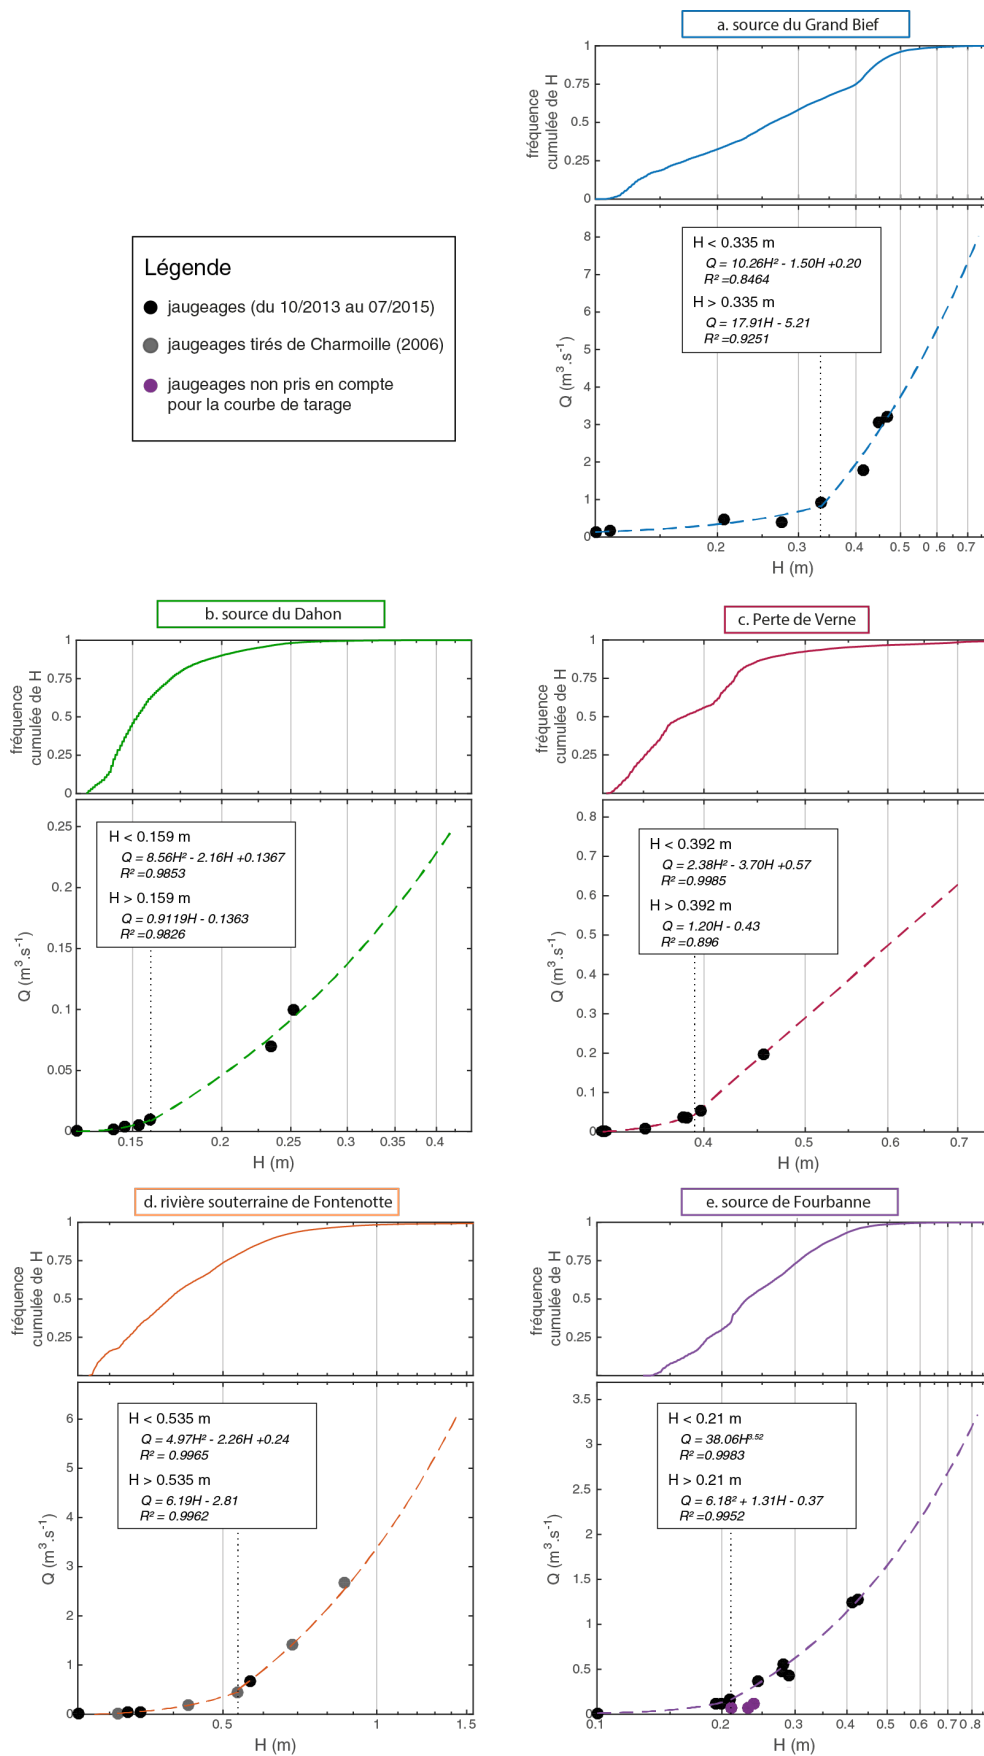 a. source du Grand Bief
fréquence
cumulée de H
1
0.75
0.5
0.25
0
H < 0.335 m
Q = 10.26H² - 1.50H +0.20
R² =0.8464
H > 0.335 m
Q = 17.91H - 5.21
R² =0.9251
Q (m³.s⁻¹)
8
7
6
5
4
3
2
1
0
0.2 0.3 0.4 0.5 0.6 0.7
H (m)
Légende
jaugeages (du 10/2013 au 07/2015)
jaugeages tirés de Charmoille (2006)
jaugeages non pris en compte
pour la courbe de tarage
b. source du Dahon
fréquence
cumulée de H
1
0.75
0.5
0.25
0
H < 0.159 m
Q = 8.56H² - 2.16H +0.1367
R² =0.9853
H > 0.159 m
Q = 0.9119H - 0.1363
R² =0.9826
Q (m³.s⁻¹)
0.25
0.2
0.15
0.1
0.05
0
0.15 0.2 0.25 0.3 0.35 0.4
H (m)
c. Perte de Verne
fréquence
cumulée de H
1
0.75
0.5
0.25
0
H < 0.392 m
Q = 2.38H² - 3.70H +0.57
R² =0.9985
H > 0.392 m
Q = 1.20H - 0.43
R² =0.896
Q (m³.s⁻¹)
0.8
0.7
0.6
0.5
0.4
0.3
0.2
0.1
0
0.4 0.5 0.6 0.7
H (m)
d. rivière souterraine de Fontenotte
fréquence
cumulée de H
1
0.75
0.5
0.25
H < 0.535 m
Q = 4.97H² - 2.26H +0.24
R² = 0.9965
H > 0.535 m
Q = 6.19H - 2.81
R² = 0.9962
Q (m³.s⁻¹)
6
5
4
3
2
1
0
0.5 1 1.5
H (m)
e. source de Fourbanne
fréquence
cumulée de H
1
0.75
0.5
0.25
H < 0.21 m
Q = 38.06H³·⁵²
R² =0.9983
H > 0.21 m
Q = 6.18² + 1.31H - 0.37
R² =0.9952
Q (m³.s⁻¹)
3.5
3
2.5
2
1.5
1
0.5
0
0.1 0.2 0.3 0.4 0.5 0.6 0.7 0.8
H (m)